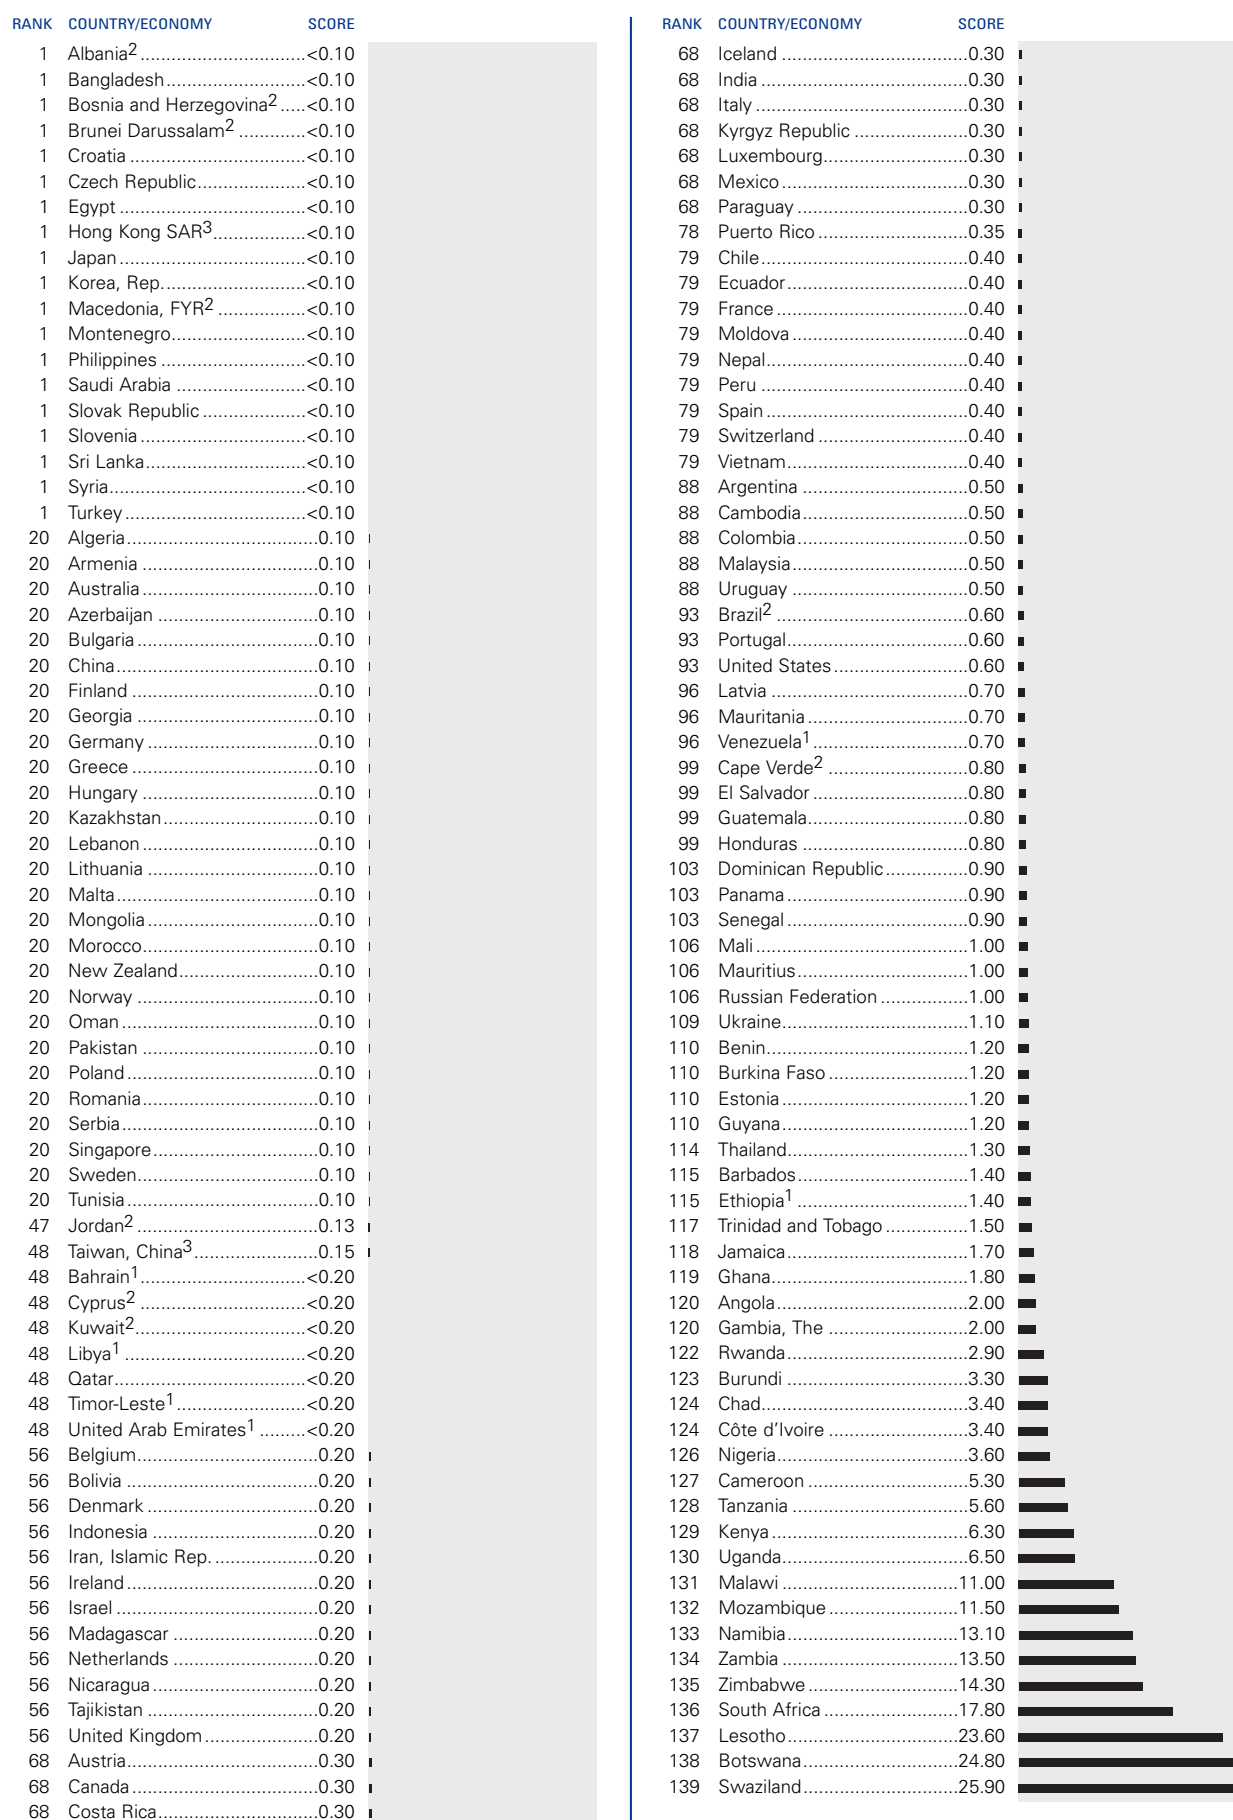 RANK COUNTRY/ECONOMY SCORE
1 Albania2 ................................<0.10
1 Bangladesh ...........................<0.10
1 Bosnia and Herzegovina2 .....<0.10
1 Brunei Darussalam2 .............<0.10
1 Croatia ..................................<0.10
1 Czech Republic .....................<0.10
1 Egypt ....................................<0.10
1 Hong Kong SAR3 ..................<0.10
1 Japan ....................................<0.10
1 Korea, Rep. ...........................<0.10
1 Macedonia, FYR2 .................<0.10
1 Montenegro ..........................<0.10
1 Philippines ............................<0.10
1 Saudi Arabia .........................<0.10
1 Slovak Republic ....................<0.10
1 Slovenia ................................<0.10
1 Sri Lanka ...............................<0.10
1 Syria ......................................<0.10
1 Turkey ...................................<0.10
20 Algeria .....................................0.10
20 Armenia ..................................0.10
20 Australia ..................................0.10
20 Azerbaijan ...............................0.10
20 Bulgaria ...................................0.10
20 China .......................................0.10
20 Finland ....................................0.10
20 Georgia ...................................0.10
20 Germany .................................0.10
20 Greece ....................................0.10
20 Hungary ..................................0.10
20 Kazakhstan ..............................0.10
20 Lebanon ..................................0.10
20 Lithuania .................................0.10
20 Malta .......................................0.10
20 Mongolia .................................0.10
20 Morocco ..................................0.10
20 New Zealand ...........................0.10
20 Norway ...................................0.10
20 Oman ......................................0.10
20 Pakistan ..................................0.10
20 Poland .....................................0.10
20 Romania ..................................0.10
20 Serbia ......................................0.10
20 Singapore ................................0.10
20 Sweden ...................................0.10
20 Tunisia .....................................0.10
47 Jordan2 ...................................0.13
48 Taiwan, China3 ........................0.15
48 Bahrain1 ................................<0.20
48 Cyprus2 ................................<0.20
48 Kuwait2 .................................<0.20
48 Libya1 ...................................<0.20
48 Qatar .....................................<0.20
48 Timor-Leste1 .........................<0.20
48 United Arab Emirates1 .........<0.20
56 Belgium ...................................0.20
56 Bolivia .....................................0.20
56 Denmark .................................0.20
56 Indonesia ................................0.20
56 Iran, Islamic Rep. ....................0.20
56 Ireland .....................................0.20
56 Israel .......................................0.20
56 Madagascar ............................0.20
56 Netherlands ............................0.20
56 Nicaragua ................................0.20
56 Tajikistan .................................0.20
56 United Kingdom ......................0.20
68 Austria .....................................0.30
68 Canada ....................................0.30
68 Costa Rica ...............................0.30
RANK COUNTRY/ECONOMY SCORE
68 Iceland ....................................0.30
68 India ........................................0.30
68 Italy .........................................0.30
68 Kyrgyz Republic ......................0.30
68 Luxembourg ............................0.30
68 Mexico ....................................0.30
68 Paraguay .................................0.30
78 Puerto Rico .............................0.35
79 Chile ........................................0.40
79 Ecuador ...................................0.40
79 France .....................................0.40
79 Moldova ..................................0.40
79 Nepal .......................................0.40
79 Peru ........................................0.40
79 Spain .......................................0.40
79 Switzerland .............................0.40
79 Vietnam ...................................0.40
88 Argentina ................................0.50
88 Cambodia ................................0.50
88 Colombia .................................0.50
88 Malaysia ..................................0.50
88 Uruguay ..................................0.50
93 Brazil2 .....................................0.60
93 Portugal ...................................0.60
93 United States ..........................0.60
96 Latvia ......................................0.70
96 Mauritania ...............................0.70
96 Venezuela1 ..............................0.70
99 Cape Verde2 ...........................0.80
99 El Salvador ..............................0.80
99 Guatemala ...............................0.80
99 Honduras ................................0.80
103 Dominican Republic ................0.90
103 Panama ...................................0.90
103 Senegal ...................................0.90
106 Mali .........................................1.00
106 Mauritius .................................1.00
106 Russian Federation .................1.00
109 Ukraine ....................................1.10
110 Benin .......................................1.20
110 Burkina Faso ...........................1.20
110 Estonia ....................................1.20
110 Guyana ....................................1.20
114 Thailand ...................................1.30
115 Barbados .................................1.40
115 Ethiopia1 .................................1.40
117 Trinidad and Tobago ................1.50
118 Jamaica ...................................1.70
119 Ghana ......................................1.80
120 Angola .....................................2.00
120 Gambia, The ...........................2.00
122 Rwanda ...................................2.90
123 Burundi ...................................3.30
124 Chad ........................................3.40
124 Côte d’Ivoire ...........................3.40
126 Nigeria .....................................3.60
127 Cameroon ...............................5.30
128 Tanzania ..................................5.60
129 Kenya ......................................6.30
130 Uganda ....................................6.50
131 Malawi ..................................11.00
132 Mozambique .........................11.50
133 Namibia .................................13.10
134 Zambia ..................................13.50
135 Zimbabwe .............................14.30
136 South Africa ..........................17.80
137 Lesotho .................................23.60
138 Botswana ..............................24.80
139 Swaziland ..............................25.90